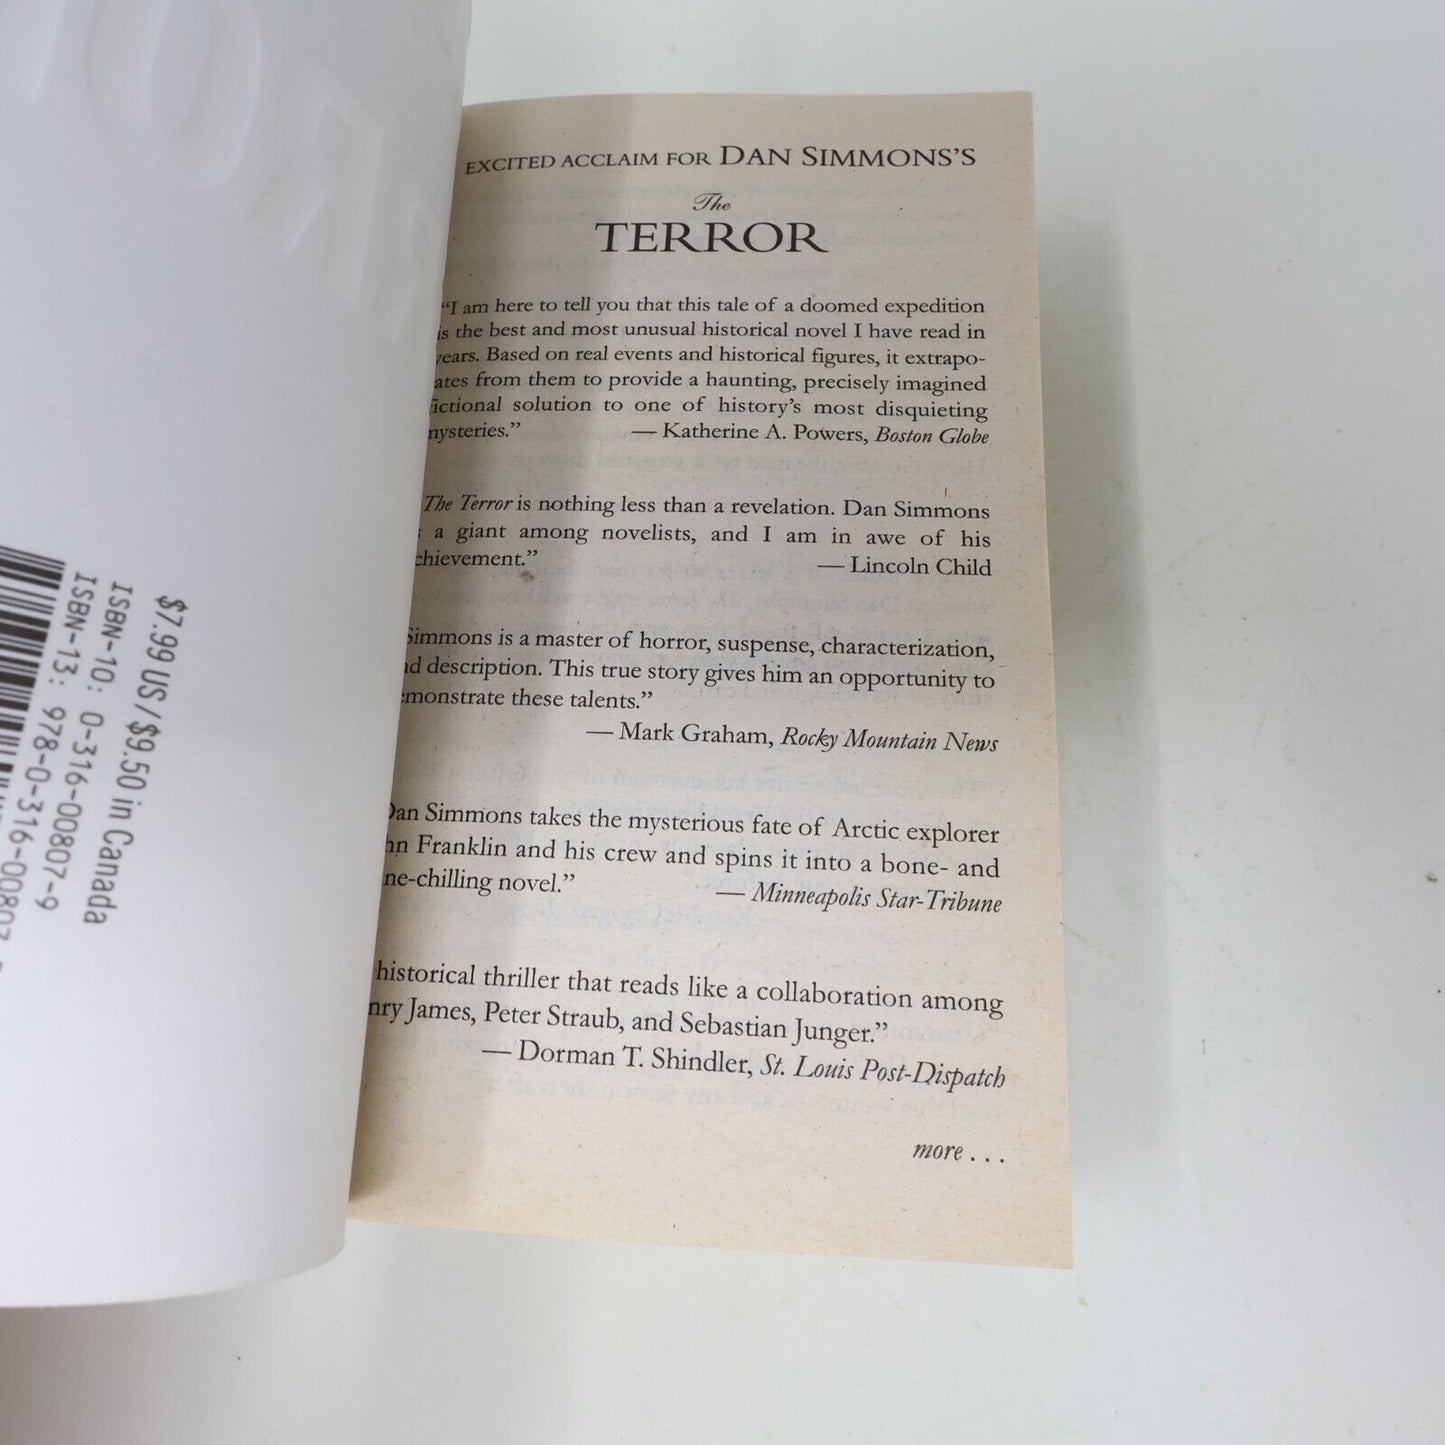 $7.99 US/$9.50 in Canada
ISBN-10: 0-316-00807-9
ISBN-13: 978-0-316-00807-
EXCITED ACCLAIM FOR DAN SIMMONS'S
The
TERROR
“I am here to tell you that this tale of a doomed expedition
is the best and most unusual historical novel I have read in
years. Based on real events and historical figures, it extrapo-
ates from them to provide a haunting, precisely imagined
fictional solution to one of history's most disquieting
mysteries.” — Katherine A. Powers, Boston Globe
The Terror is nothing less than a revelation. Dan Simmons
a giant among novelists, and I am in awe of his
chievement.” — Lincoln Child
Simmons is a master of horror, suspense, characterization,
nd description. This true story gives him an opportunity to
emonstrate these talents.”
— Mark Graham, Rocky Mountain News
Dan Simmons takes the mysterious fate of Arctic explorer
hn Franklin and his crew and spins it into a bone- and
ne-chilling novel.” — Minneapolis Star-Tribune
historical thriller that reads like a collaboration among
nry James, Peter Straub, and Sebastian Junger.”
— Dorman T. Shindler, St. Louis Post-Dispatch
more . . .